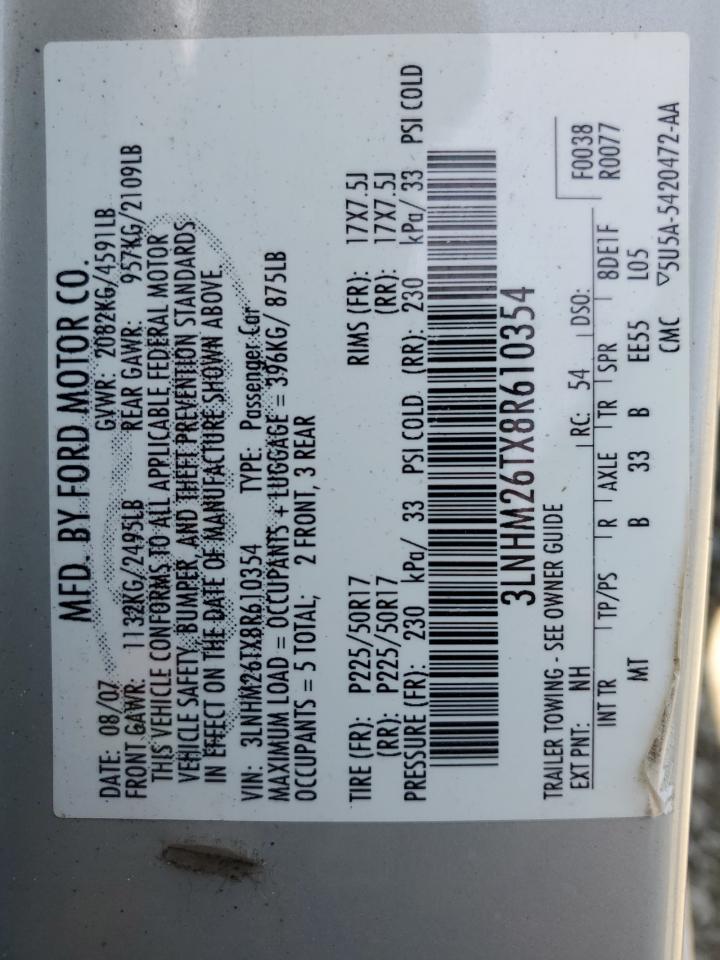 MFD. BY FORD MOTOR CO.
DATE: 08/07 GVWR: 2082KG/4591LB
FRONT GAWR: 1132KG/2495LB REAR GAWR: 957KG/2109LB
THIS VEHICLE CONFORMS TO ALL APPLICABLE FEDERAL MOTOR
VEHICLE SAFETY, BUMPER, AND THEFT PREVENTION STANDARDS
IN EFFECT ON THE DATE OF MANUFACTURE SHOWN ABOVE.
VIN: 3LNHM26TX8R610354 TYPE: Passenger Car
MAXIMUM LOAD = OCCUPANTS + LUGGAGE = 396KG/ 875LB
OCCUPANTS = 5 TOTAL; 2 FRONT, 3 REAR
TIRE (FR): P225/50R17 RIMS (FR): 17X7.5J
(RR): P225/50R17 (RR): 17X7.5J
PRESSURE (FR): 230 kPa/ 33 PSI COLD (RR): 230 kPa/ 33 PSI COLD
3LNHM26TX8R610354
TRAILER TOWING - SEE OWNER GUIDE
EXT PNT: NH RC: 54 DSO: F0038
R0077
INT TR TP/PS R AXLE TR SPR 8DE1F
MT B 33 B EE55 L05
CMC ▽5U5A-5420472-AA